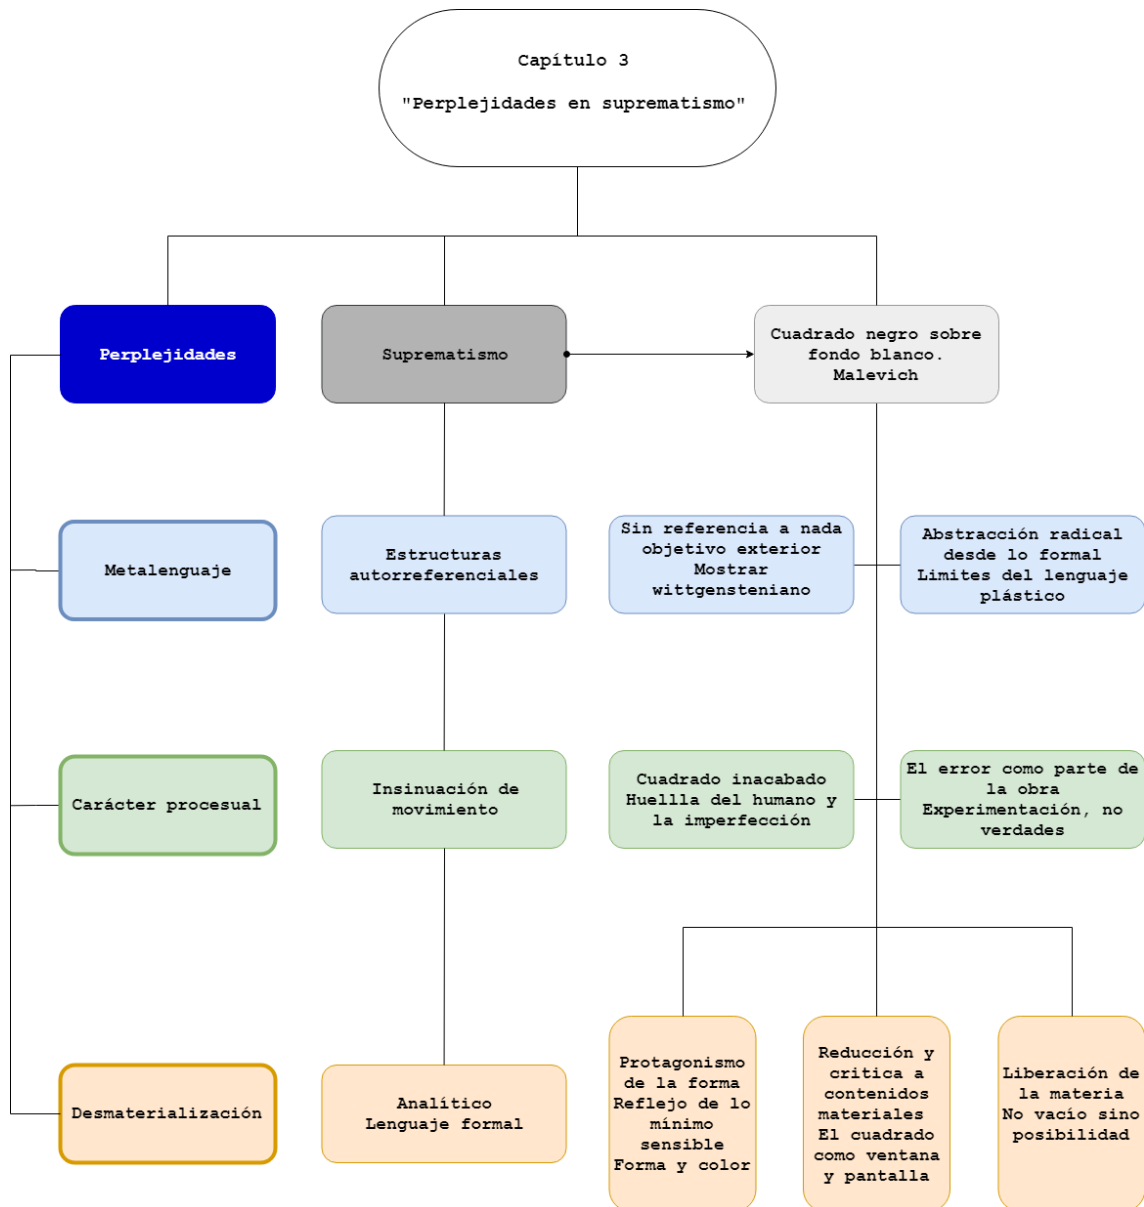 Capítulo 3
"Perplejidades en suprematismo"
Perplejidades
Suprematismo
Cuadrado negro sobre
fondo blanco.
Malevich
Metalenguaje
Estructuras
autorreferenciales
Sin referencia a nada
objetivo exterior
Mostrar
wittgensteniano
Abstracción radical
desde lo formal
Limites del lenguaje
plástico
Carácter procesual
Insinuación de
movimiento
Cuadrado inacabado
Huellla del humano y
la imperfección
El error como parte de
la obra
Experimentación, no
verdades
Desmaterialización
Analítico
Lenguaje formal
Protagonismo
de la forma
Reflejo de lo
mínimo
sensible
Forma y color
Reducción y
critica a
contenidos
materiales
El cuadrado
como ventana
y pantalla
Liberación de
la materia
No vacío sino
posibilidad